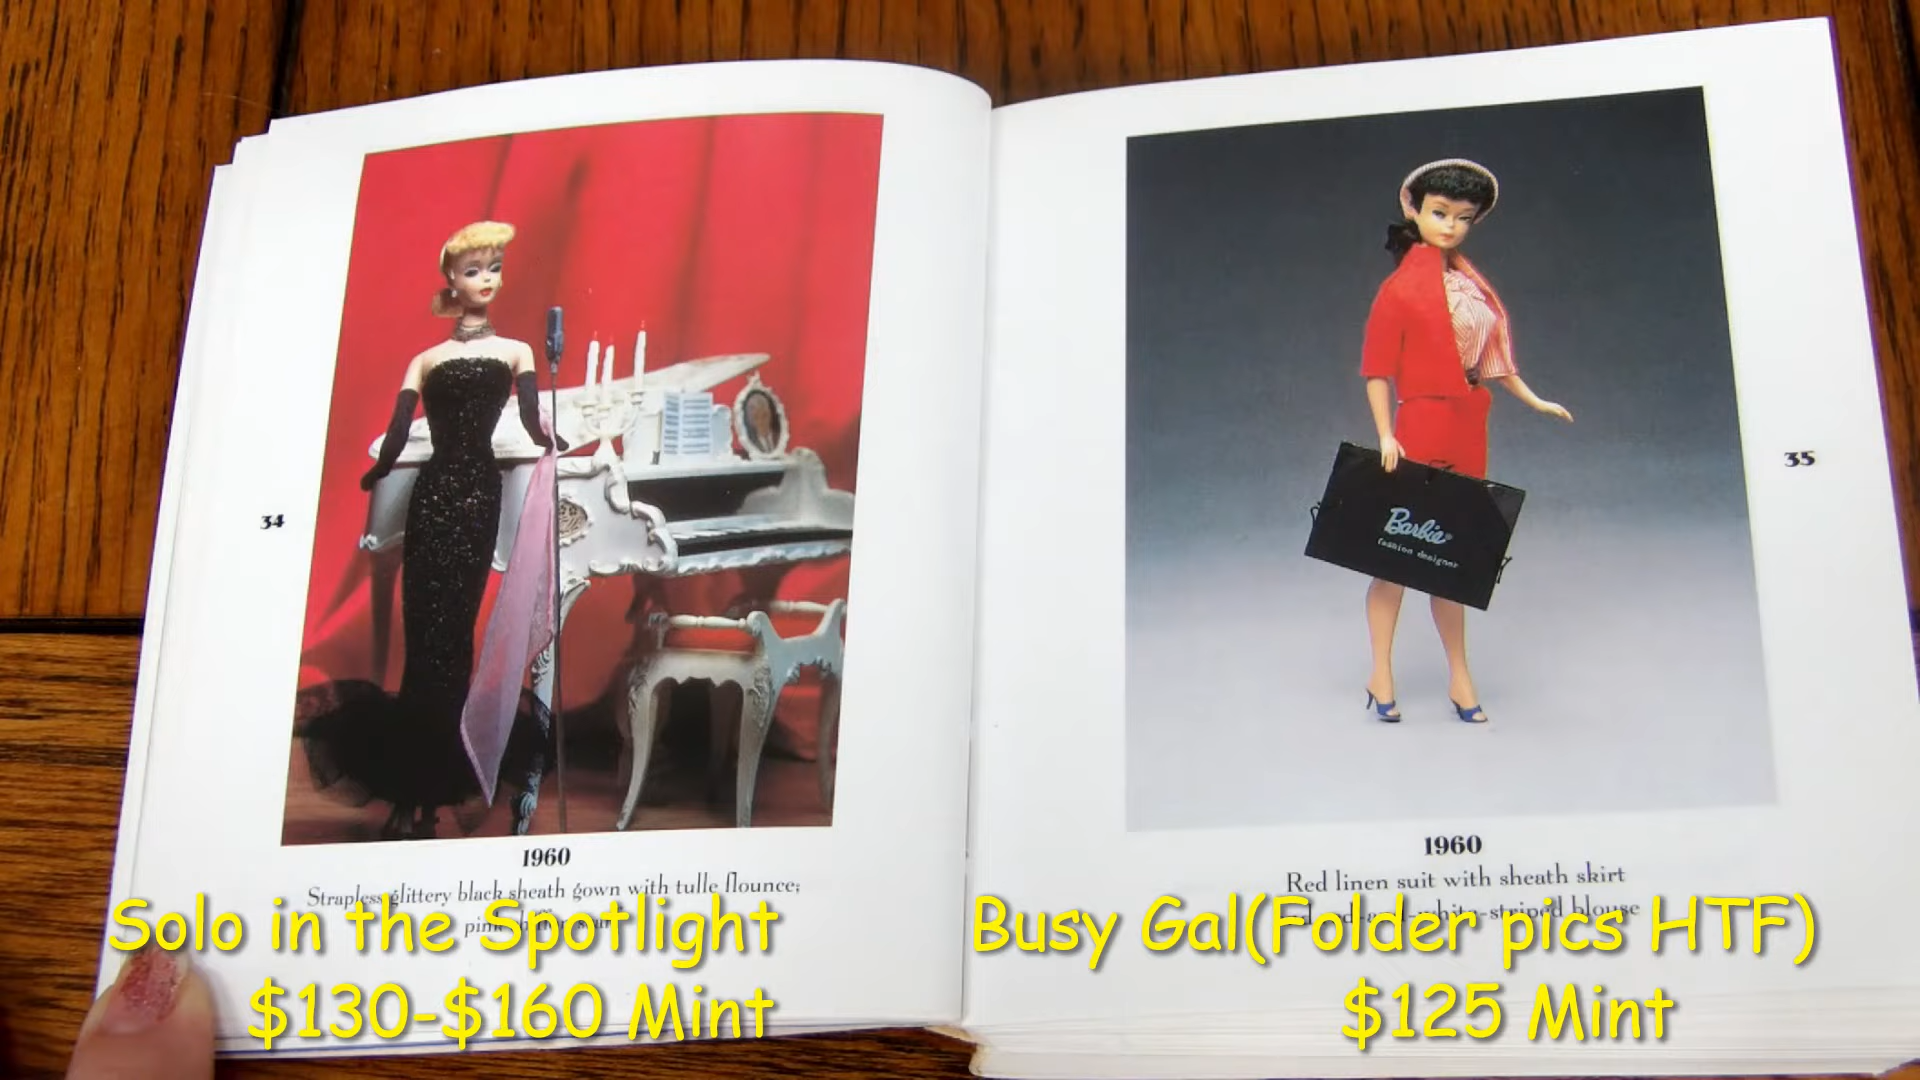 34
1960
Strapless glittery black sheath gown with tulle flounce;
pink chiffon scarf
Solo in the Spotlight
$130-$160 Mint
Barbie®
fashion designer
35
1960
Red linen suit with sheath skirt
red-and-white-striped blouse
Busy Gal(Folder pics HTF)
$125 Mint